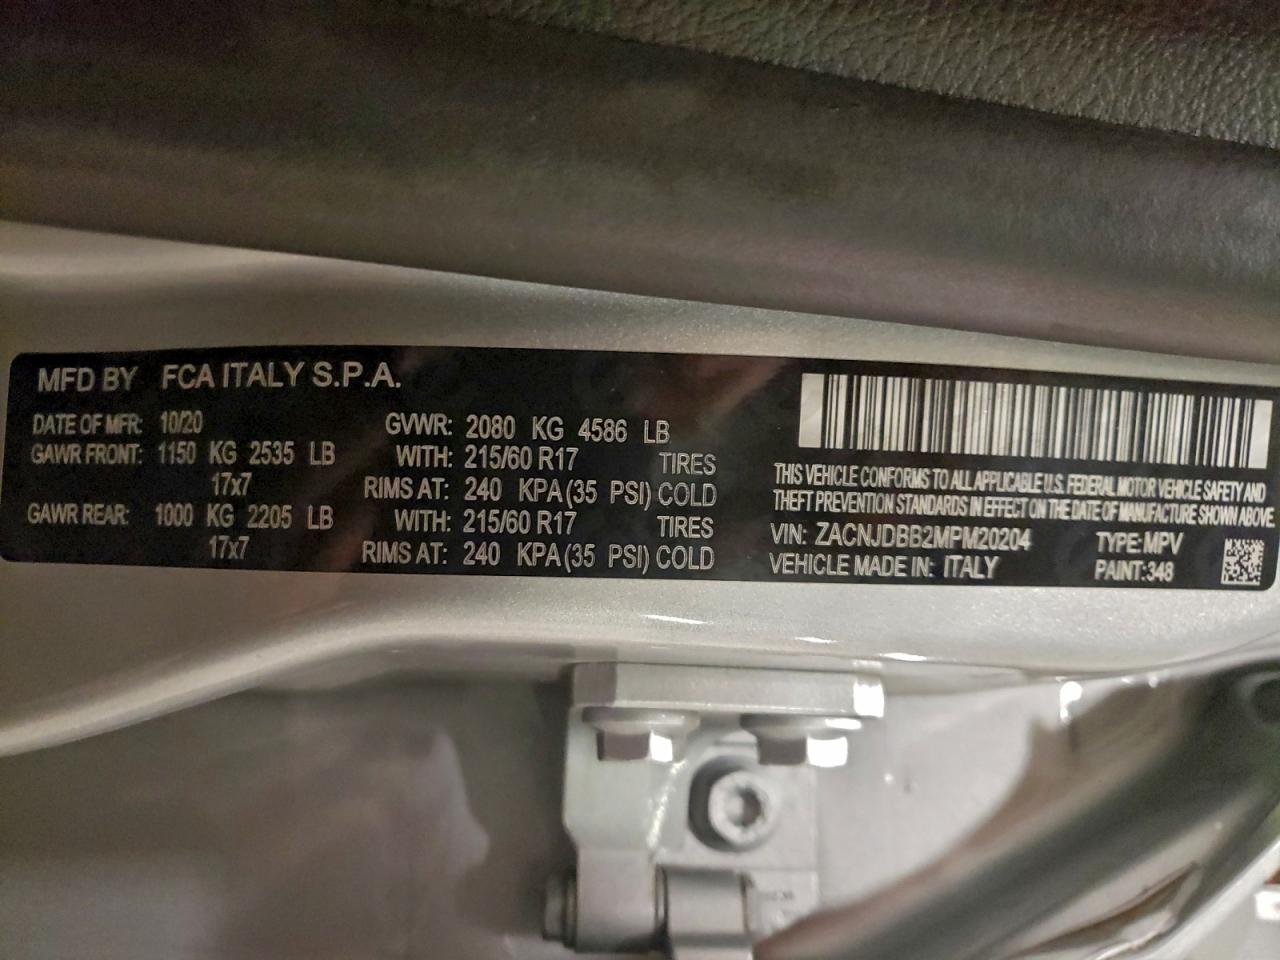 MFD BY FCA ITALY S.P.A.
DATE OF MFR: 10/20 GVWR: 2080 KG 4586 LB
GAWR FRONT: 1150 KG 2535 LB WITH: 215/60 R17 TIRES
17x7 RIMS AT: 240 KPA (35 PSI) COLD
GAWR REAR: 1000 KG 2205 LB WITH: 215/60 R17 TIRES
17x7 RIMS AT: 240 KPA (35 PSI) COLD
THIS VEHICLE CONFORMS TO ALL APPLICABLE U.S. FEDERAL MOTOR VEHICLE SAFETY AND
THEFT PREVENTION STANDARDS IN EFFECT ON THE DATE OF MANUFACTURE SHOWN ABOVE.
VIN: ZACNJDBB2MPM20204 TYPE: MPV
VEHICLE MADE IN: ITALY PAINT: 348